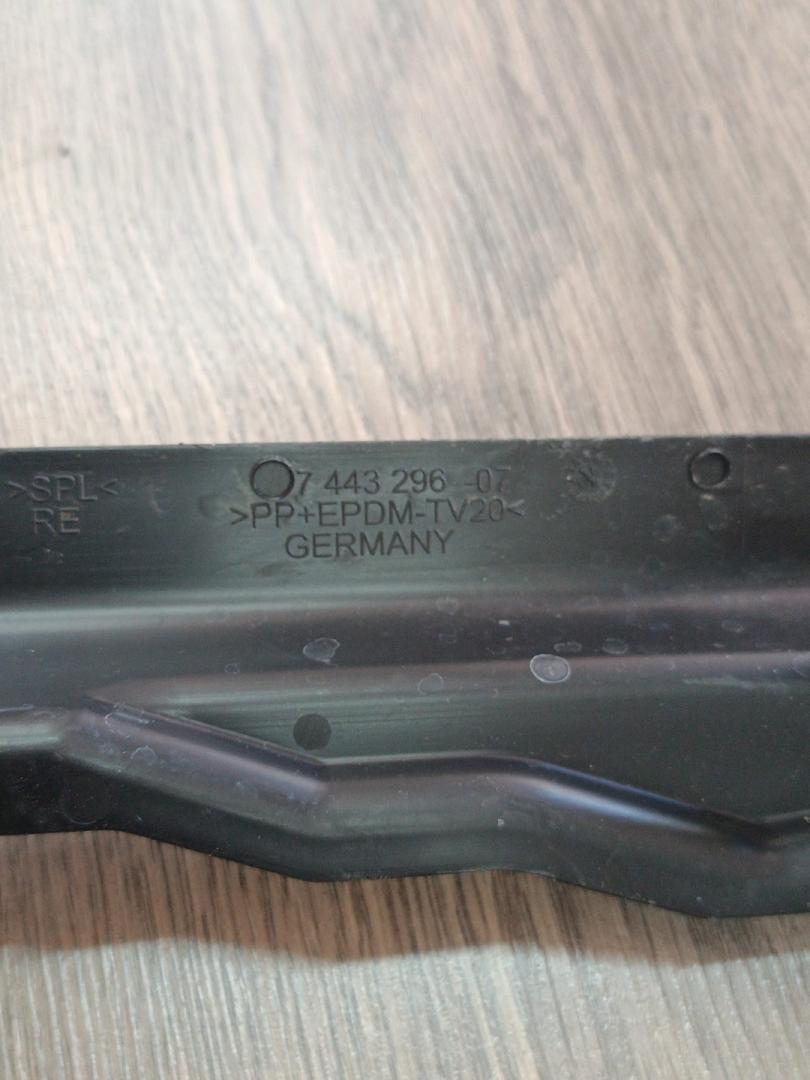 >SPL<
RE
7 443 296 -07
>PP+EPDM-TV20<
GERMANY